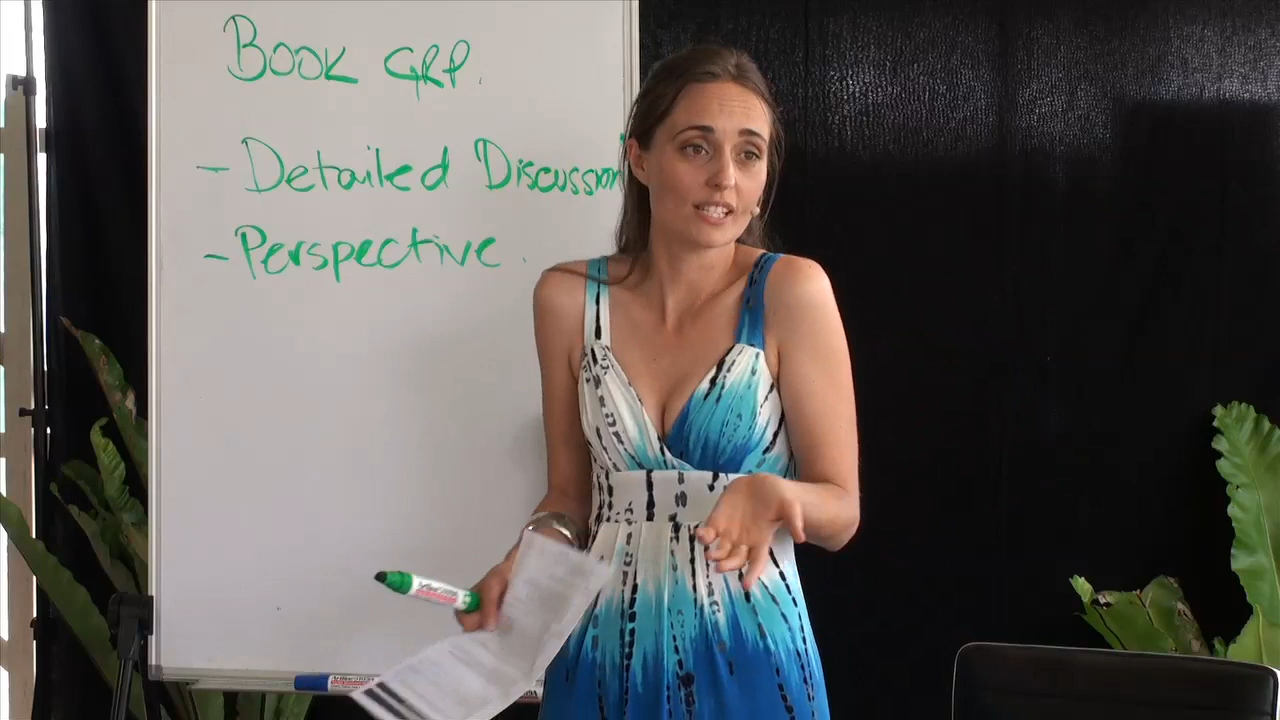 BOOK GRP.
- Detailed Discussion
- Perspective.